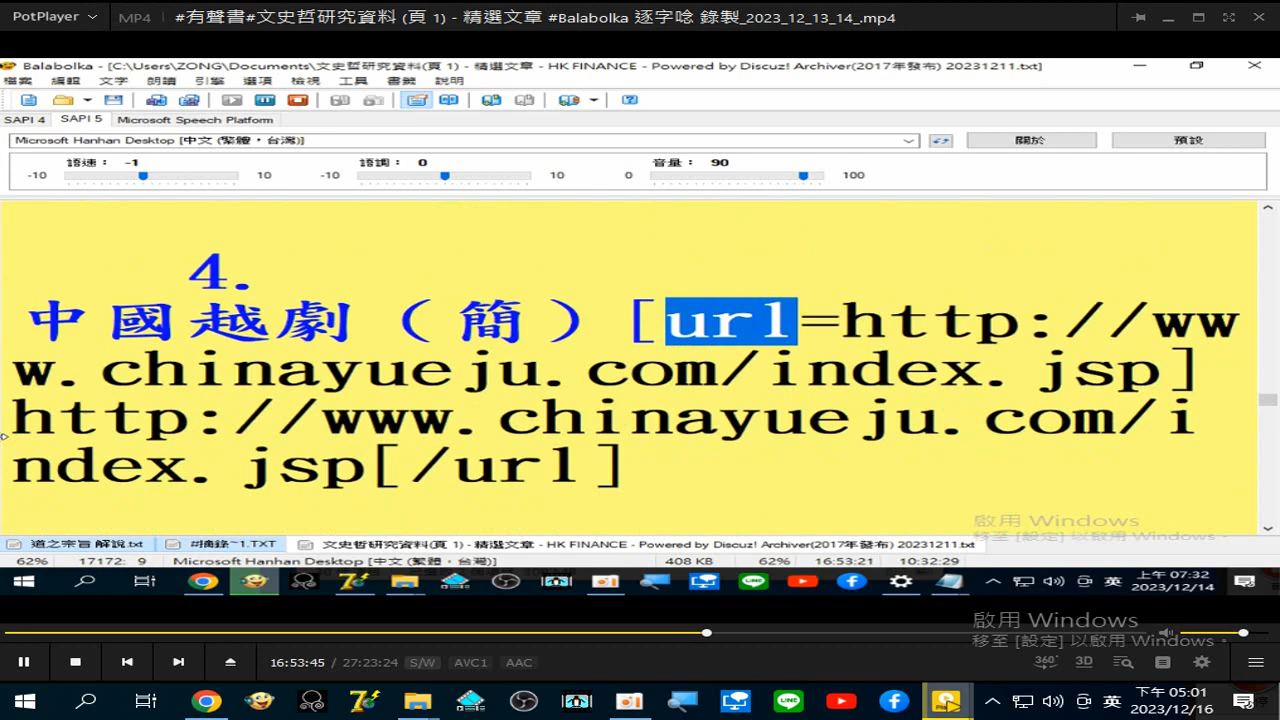 PotPlayer MP4 #有聲書#文史哲研究資料 (頁 1) - 精選文章 #Balabolka 逐字唸 錄製_2023_12_13_14_.mp4
Balabolka - [C:\Users\ZONG\Documents\文史哲研究資料(頁 1) - 精選文章 - HK FINANCE - Powered by Discuz! Archiver(2017年發布) 20231211.txt]
檔案 編輯 文字 朗讀 引擎 選項 檢視 工具 書籤 說明
SAPI 4 SAPI 5 Microsoft Speech Platform
Microsoft Hanhan Desktop [中文 (繁體，台灣)] 關於 預設
語速： -1 語調： 0 音量： 90
-10 10 -10 10 0 100
4.
中國越劇（簡）[url=http://ww
w.chinayueju.com/index.jsp]
http://www.chinayueju.com/i
ndex.jsp[/url]
啟用 Windows
移至 [設定] 以啟用 Windows。
道之宗旨 解說.txt #摘錄~1.TXT 文史哲研究資料(頁 1) - 精選文章 - HK FINANCE - Powered by Discuz! Archiver(2017年發布) 20231211.txt
62% 17172: 9 Microsoft Hanhan Desktop [中文 (繁體，台灣)] 408 KB 62% 16:53:21 10:32:29
英 上午 07:32
2023/12/14
啟用 Windows
移至 [設定] 以啟用 Windows。
16:53:45 / 27:23:24 S/W AVC1 AAC 360° 3D
英 下午 05:01
2023/12/16